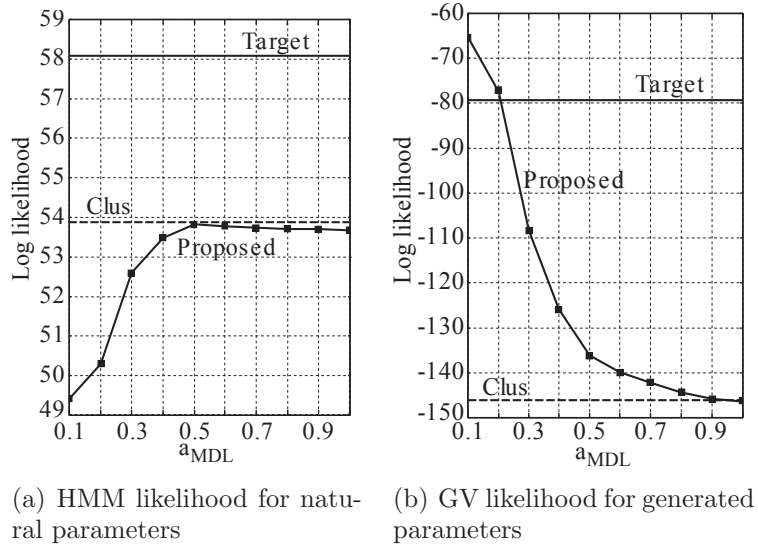 59
58
57
56
55
54
53
52
51
50
49
Log likelihood
Target
Clus
Proposed
0.1 0.3 0.5 0.7 0.9
aMDL
(a) HMM likelihood for natu-
ral parameters
-60
-70
-80
-90
-100
-110
-120
-130
-140
-150
Log likelihood
Target
Proposed
Clus
0.1 0.3 0.5 0.7 0.9
aMDL
(b) GV likelihood for generated
parameters